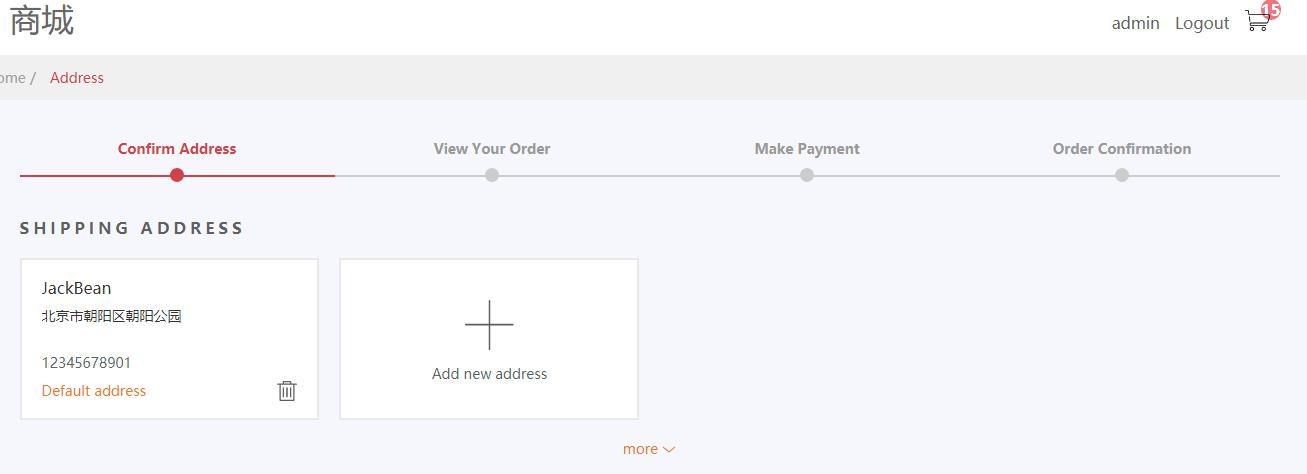 商城
admin Logout 15
ome / Address
Confirm Address View Your Order Make Payment Order Confirmation
SHIPPING ADDRESS
JackBean
北京市朝阳区朝阳公园
12345678901
Default address
Add new address
more